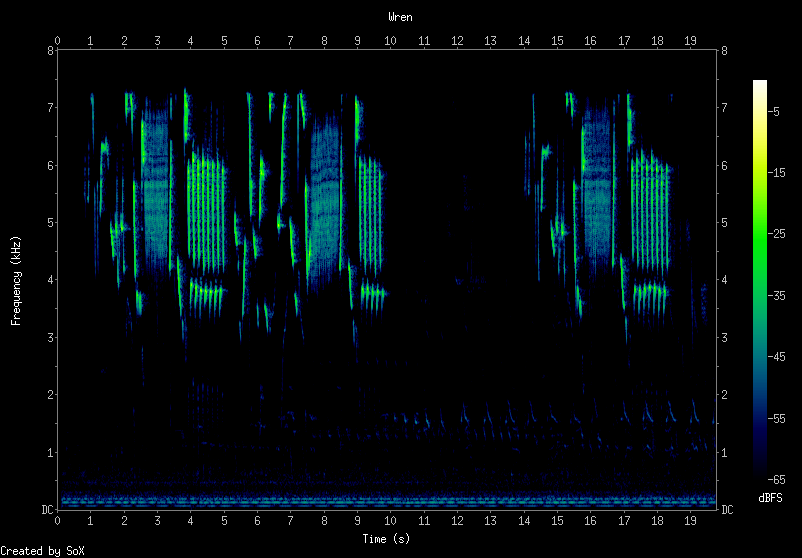 Wren
0 1 2 3 4 5 6 7 8 9 10 11 12 13 14 15 16 17 18 19
8 8
7 7
6 6
5 5
4 4
3 3
2 2
1 1
DC DC
Frequency (kHz)
0 1 2 3 4 5 6 7 8 9 10 11 12 13 14 15 16 17 18 19
Time (s)
-5
-15
-25
-35
-45
-55
-65
dBFS
Created by SoX